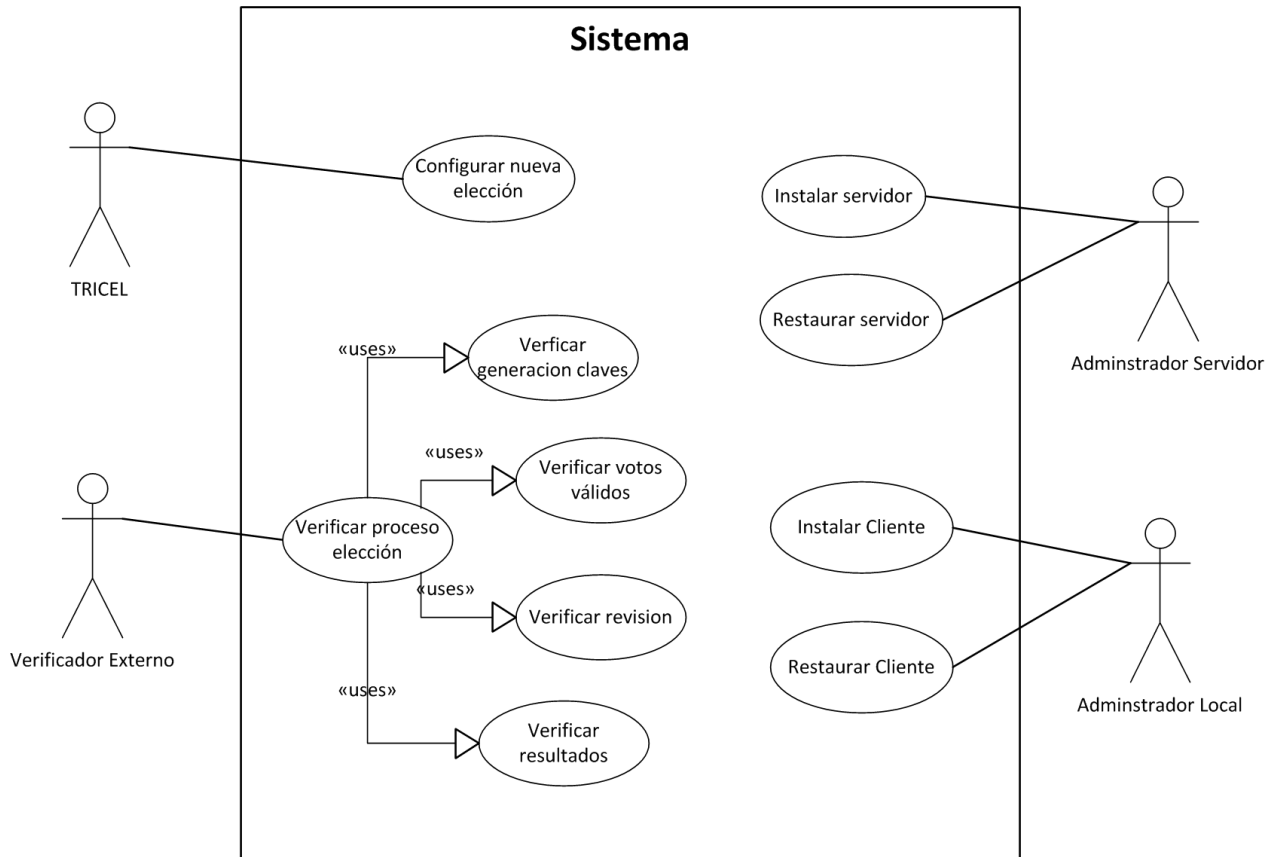 Sistema
Configurar nueva
elección
TRICEL
Instalar servidor
Restaurar servidor
Adminstrador Servidor
«uses»
Verficar
generacion claves
«uses»
Verificar votos
válidos
Verificar proceso
elección
Verificador Externo
«uses»
Verificar revision
«uses»
Verificar
resultados
Instalar Cliente
Restaurar Cliente
Adminstrador Local